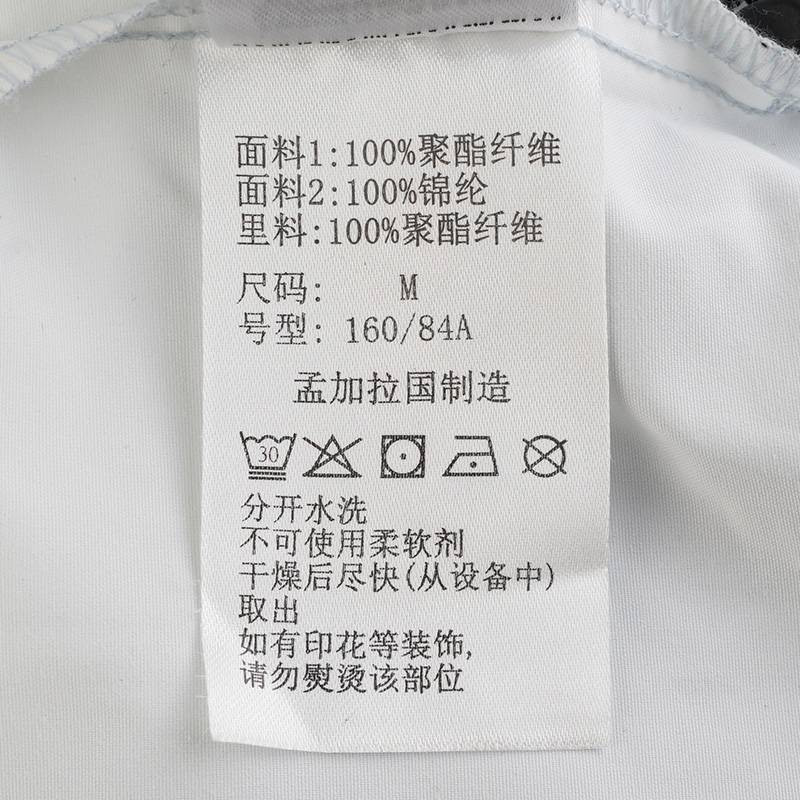 面料1:100%聚酯纤维
面料2:100%锦纶
里料:100%聚酯纤维
尺码: M
号型: 160/84A
孟加拉国制造
30
分开水洗
不可使用柔软剂
干燥后尽快(从设备中)
取出
如有印花等装饰,
请勿熨烫该部位